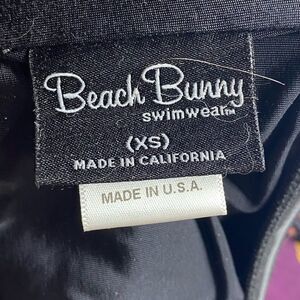 Beach Bunny
swimwear™
(XS)
MADE IN CALIFORNIA
MADE IN U.S.A.